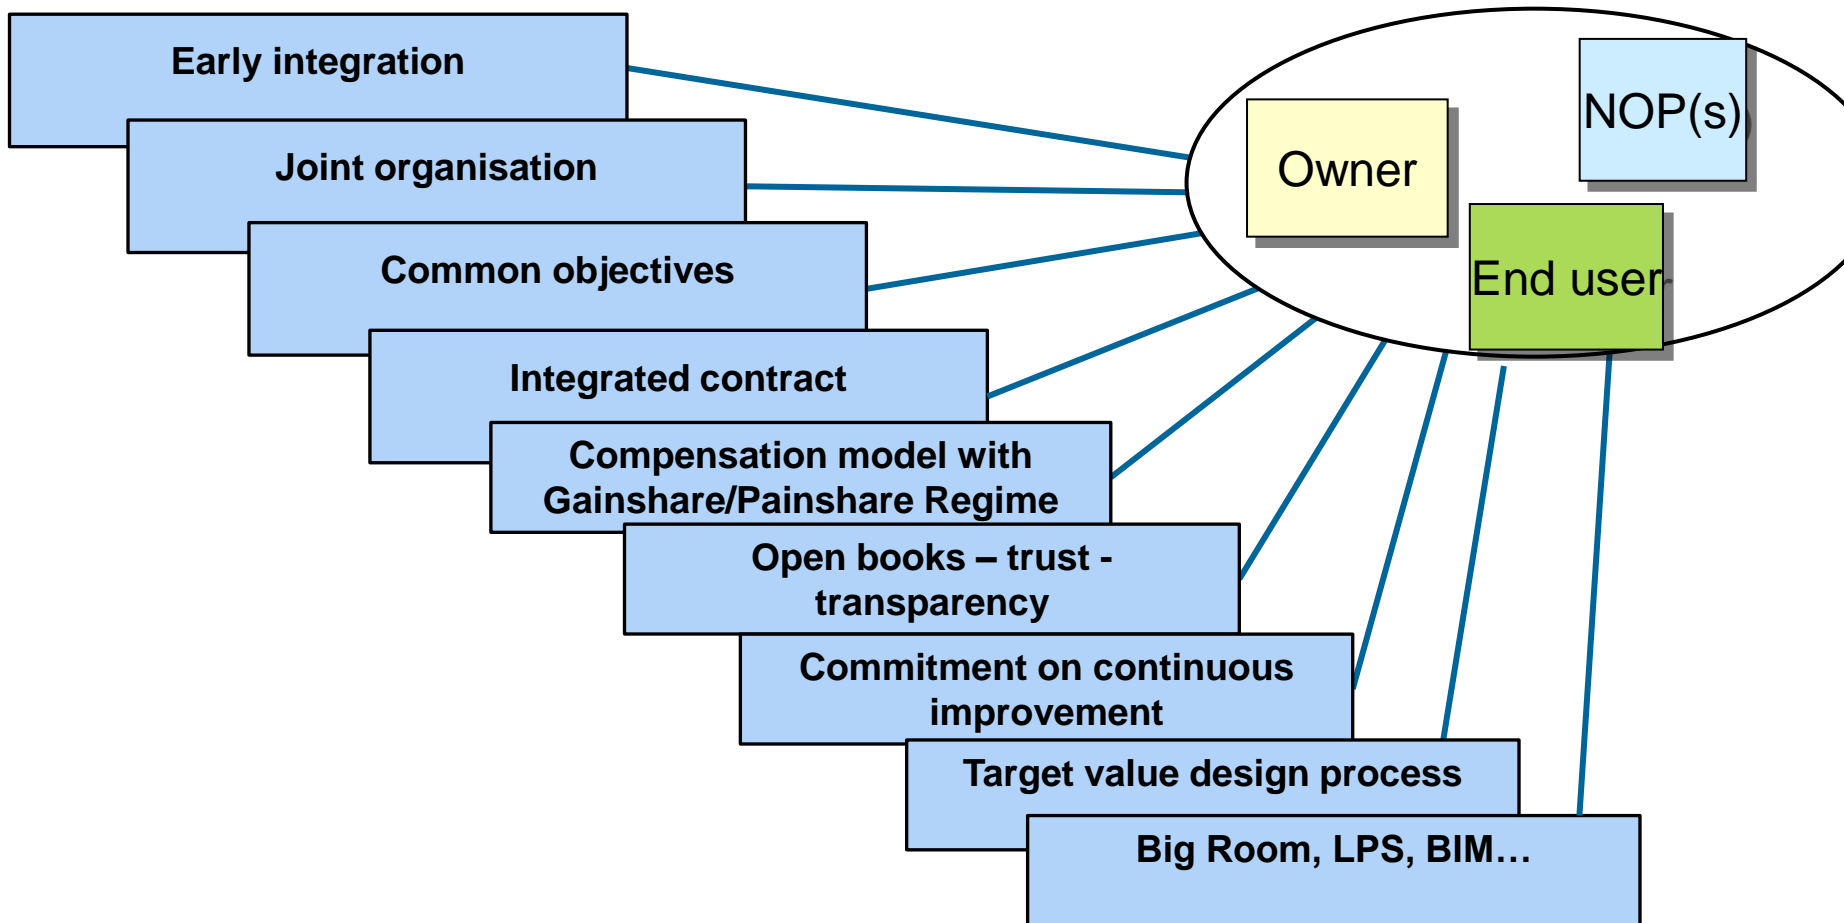 Early integration
Joint organisation
Common objectives
Integrated contract
Compensation model with
Gainshare/Painshare Regime
Open books – trust -
transparency
Commitment on continuous
improvement
Target value design process
Big Room, LPS, BIM…
Owner
NOP(s)
End user